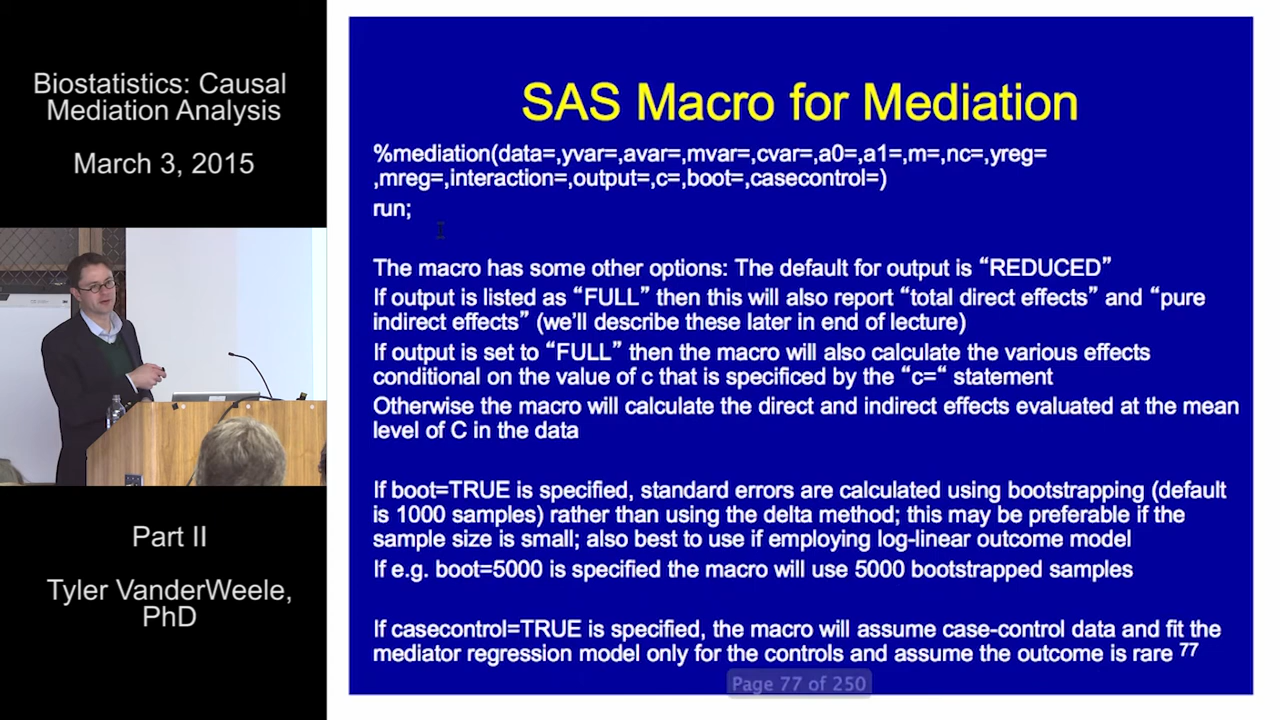 Biostatistics: Causal
Mediation Analysis
March 3, 2015
Part II
Tyler VanderWeele,
PhD
SAS Macro for Mediation
%mediation(data=,yvar=,avar=,mvar=,cvar=,a0=,a1=,m=,nc=,yreg=
,mreg=,interaction=,output=,c=,boot=,casecontrol=)
run;
The macro has some other options: The default for output is “REDUCED”
If output is listed as “FULL” then this will also report “total direct effects” and “pure
indirect effects” (we’ll describe these later in end of lecture)
If output is set to “FULL” then the macro will also calculate the various effects
conditional on the value of c that is specificed by the “c=“ statement
Otherwise the macro will calculate the direct and indirect effects evaluated at the mean
level of C in the data
If boot=TRUE is specified, standard errors are calculated using bootstrapping (default
is 1000 samples) rather than using the delta method; this may be preferable if the
sample size is small; also best to use if employing log-linear outcome model
If e.g. boot=5000 is specified the macro will use 5000 bootstrapped samples
If casecontrol=TRUE is specified, the macro will assume case-control data and fit the
mediator regression model only for the controls and assume the outcome is rare 77
Page 77 of 250